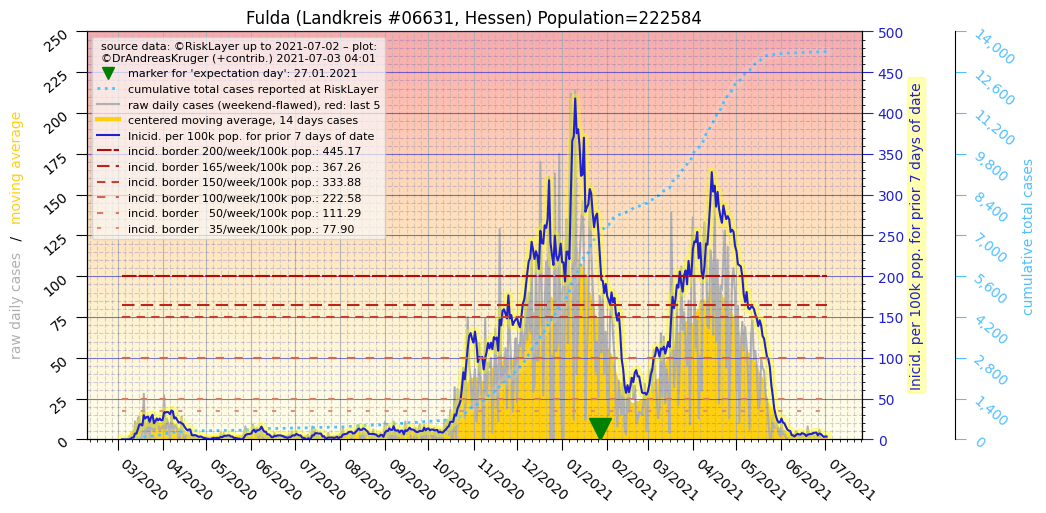 Fulda (Landkreis #06631, Hessen) Population=222584
source data: ©RiskLayer up to 2021-07-02 – plot:
©DrAndreasKruger (+contrib.) 2021-07-03 04:01
marker for 'expectation day': 27.01.2021
cumulative total cases reported at RiskLayer
raw daily cases (weekend-flawed), red: last 5
centered moving average, 14 days cases
Inicid. per 100k pop. for prior 7 days of date
incid. border 200/week/100k pop.: 445.17
incid. border 165/week/100k pop.: 367.26
incid. border 150/week/100k pop.: 333.88
incid. border 100/week/100k pop.: 222.58
incid. border   50/week/100k pop.: 111.29
incid. border   35/week/100k pop.: 77.90
raw daily cases   /   moving average
250
225
200
175
150
125
100
75
50
25
0
03/2020
04/2020
05/2020
06/2020
07/2020
08/2020
09/2020
10/2020
11/2020
12/2020
01/2021
02/2021
03/2021
04/2021
05/2021
06/2021
07/2021
500
450
400
350
300
250
200
150
100
50
0
Inicid. per 100k pop. for prior 7 days of date
14,000
12,600
11,200
9,800
8,400
7,000
5,600
4,200
2,800
1,400
0
cumulative total cases